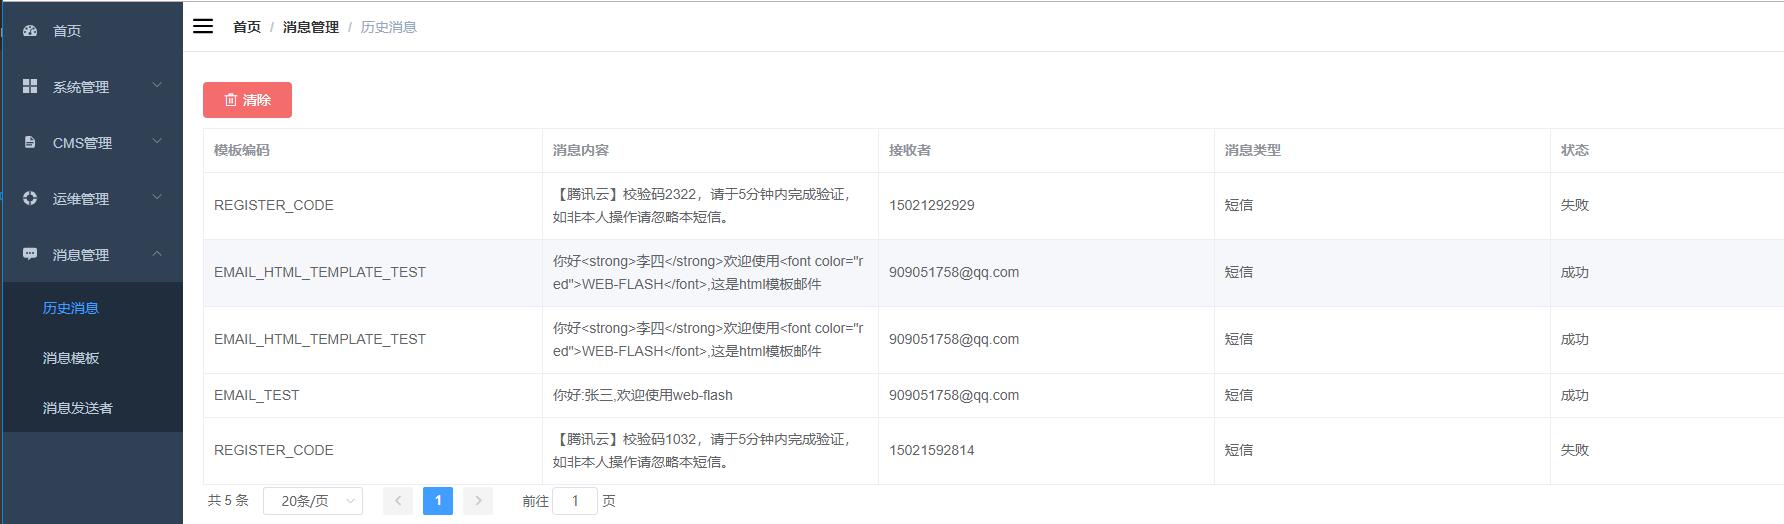 首页
系统管理
CMS管理
运维管理
消息管理
历史消息
消息模板
消息发送者
首页 / 消息管理 / 历史消息
清除
模板编码 消息内容 接收者 消息类型 状态
REGISTER_CODE 【腾讯云】校验码2322，请于5分钟内完成验证，
如非本人操作请忽略本短信。 15021292929 短信 失败
EMAIL_HTML_TEMPLATE_TEST 你好<strong>李四</strong>欢迎使用<font color="r
ed">WEB-FLASH</font>,这是html模板邮件 909051758@qq.com 短信 成功
EMAIL_HTML_TEMPLATE_TEST 你好<strong>李四</strong>欢迎使用<font color="r
ed">WEB-FLASH</font>,这是html模板邮件 909051758@qq.com 短信 成功
EMAIL_TEST 你好:张三,欢迎使用web-flash 909051758@qq.com 短信 成功
REGISTER_CODE 【腾讯云】校验码1032，请于5分钟内完成验证，
如非本人操作请忽略本短信。 15021592814 短信 失败
共 5 条 20条/页 1 前往 1 页